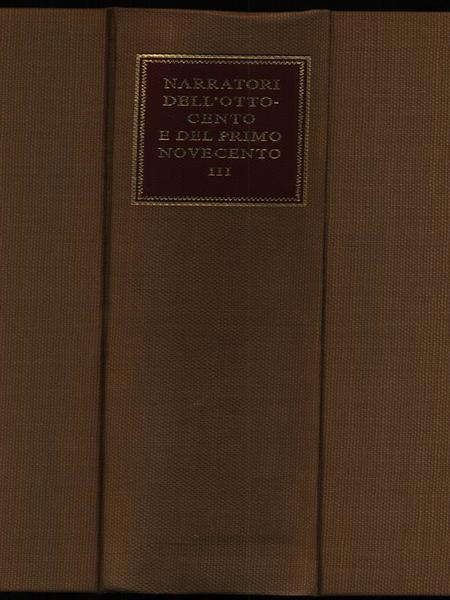 NARRATORI
DELL'OTTO-
CENTO
E DEL PRIMO
NOVECENTO
III